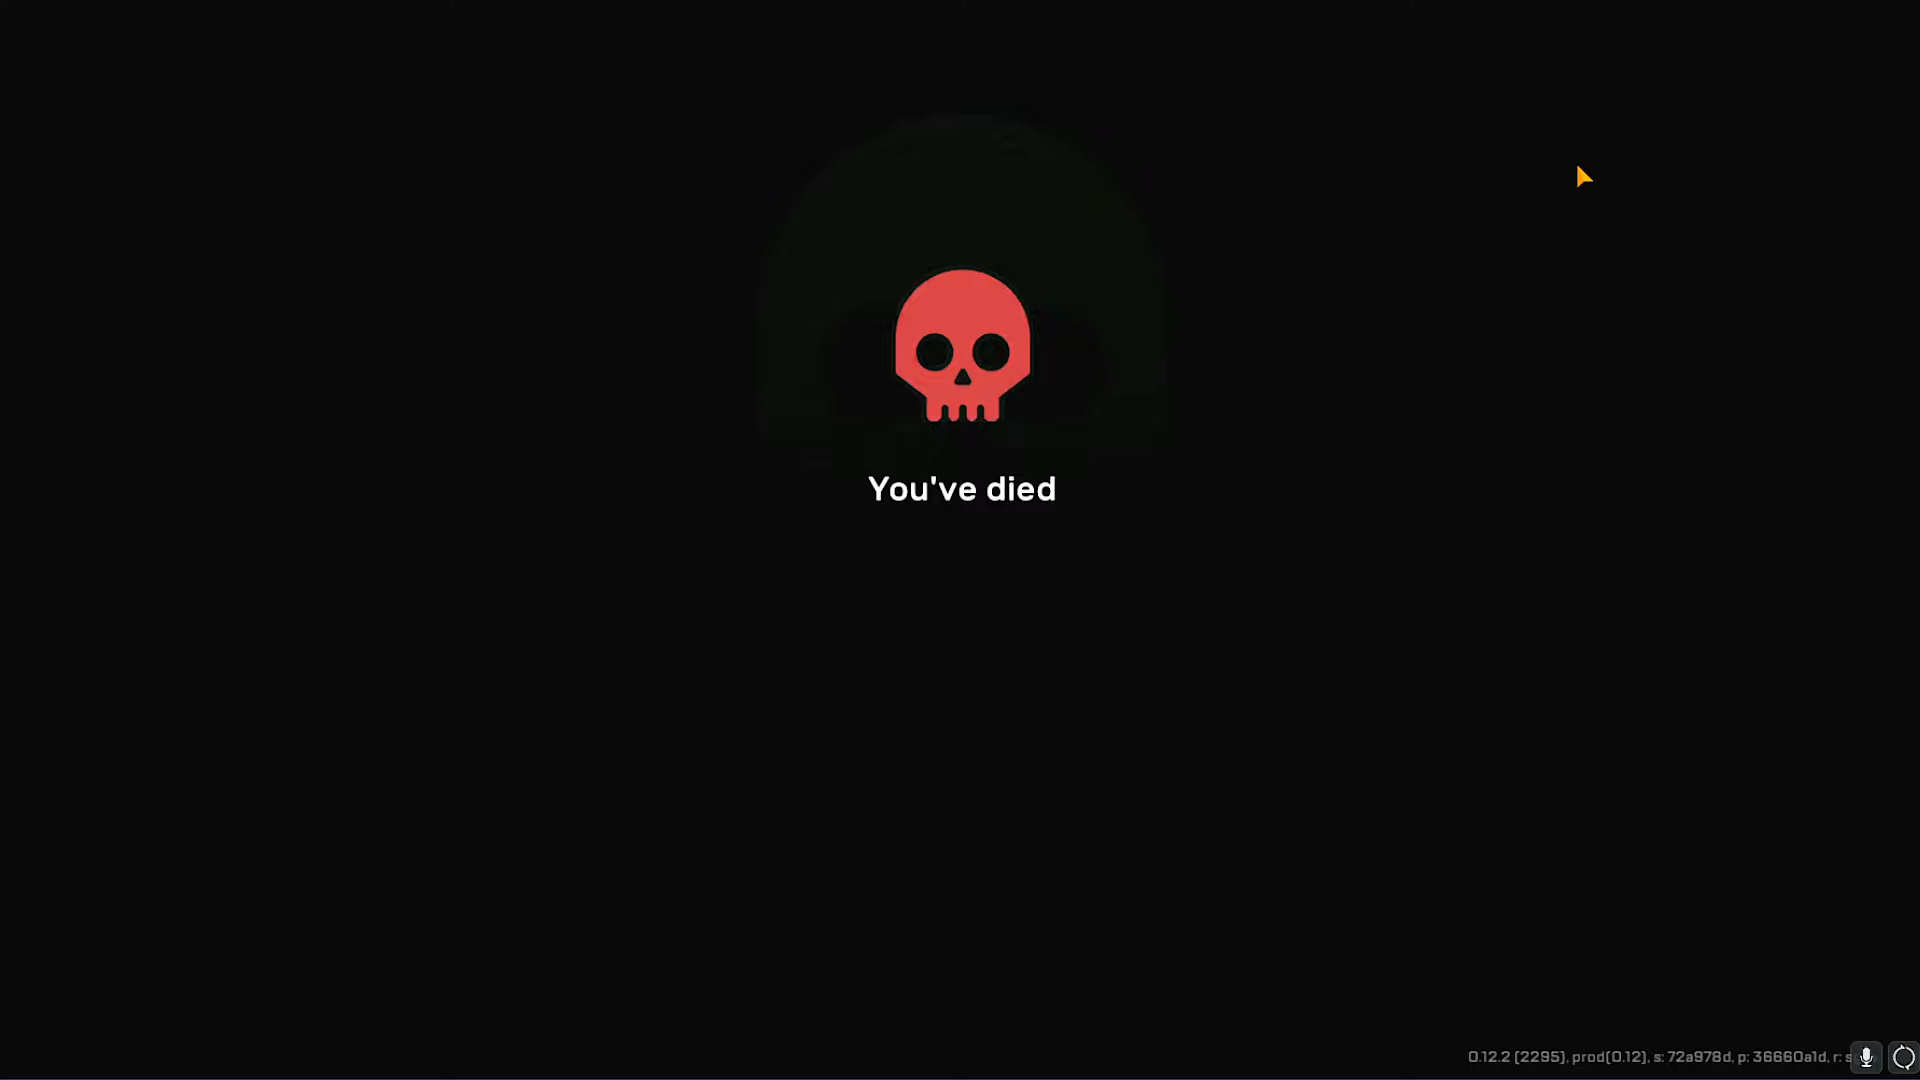 You've died
0.12.2 (2295), prod(0.12), s: 72a978d, p: 36660a1d, r: s